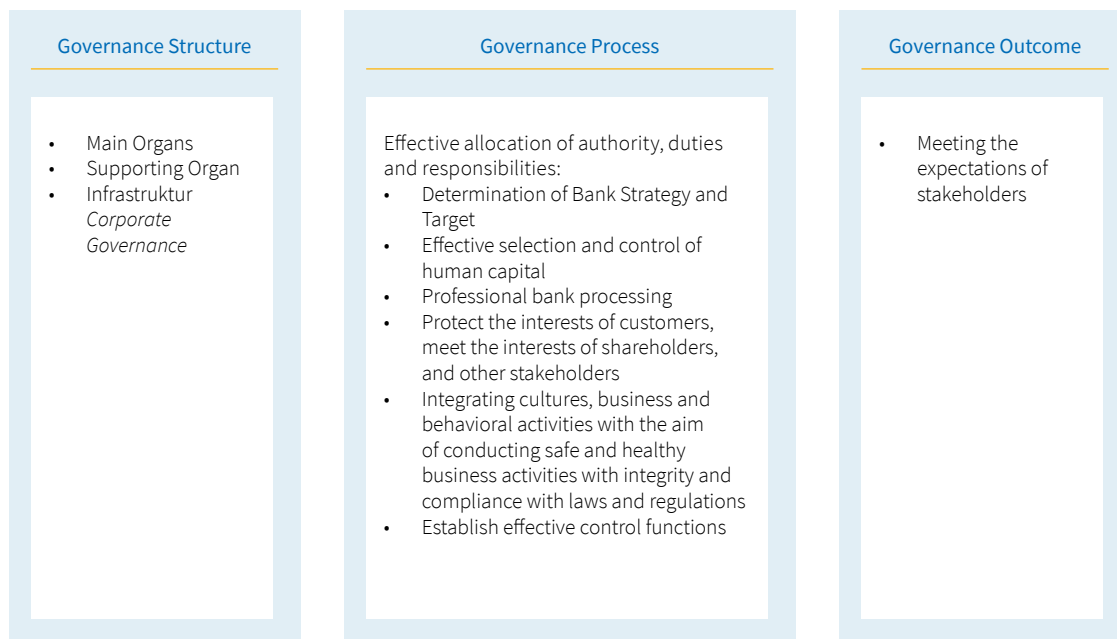 Governance Structure
• Main Organs
• Supporting Organ
• Infrastruktur
Corporate
Governance
Governance Process
Effective allocation of authority, duties
and responsibilities:
• Determination of Bank Strategy and
Target
• Effective selection and control of
human capital
• Professional bank processing
• Protect the interests of customers,
meet the interests of shareholders,
and other stakeholders
• Integrating cultures, business and
behavioral activities with the aim
of conducting safe and healthy
business activities with integrity and
compliance with laws and regulations
• Establish effective control functions
Governance Outcome
• Meeting the
expectations of
stakeholders